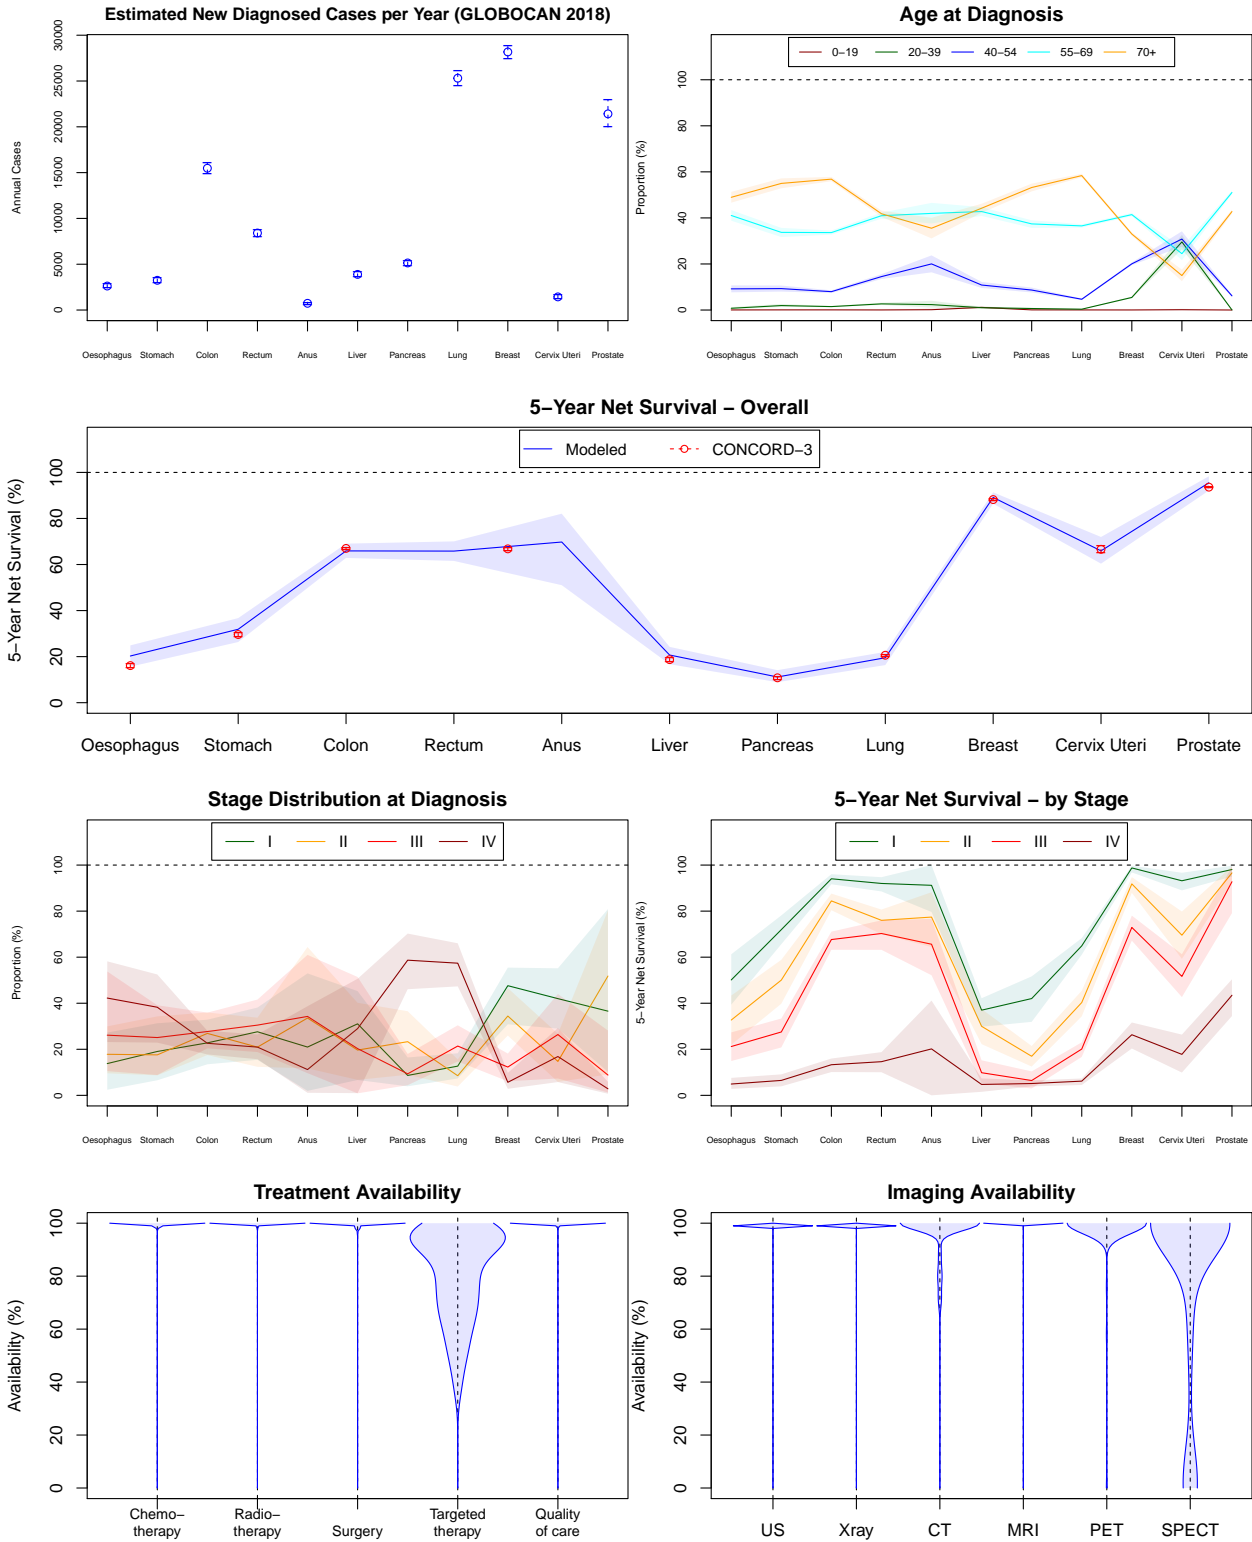 Estimated New Diagnosed Cases per Year (GLOBOCAN 2018)
Annual Cases
0
5000
10000
15000
20000
25000
30000
Oesophagus Stomach Colon Rectum Anus Liver Pancreas Lung Breast Cervix Uteri Prostate
Age at Diagnosis
0−19 20−39 40−54 55−69 70+
Proportion (%)
0
20
40
60
80
100
Oesophagus Stomach Colon Rectum Anus Liver Pancreas Lung Breast Cervix Uteri Prostate
5−Year Net Survival − Overall
Modeled CONCORD−3
5−Year Net Survival (%)
0
20
40
60
80
100
Oesophagus Stomach Colon Rectum Anus Liver Pancreas Lung Breast Cervix Uteri Prostate
Stage Distribution at Diagnosis
I II III IV
Proportion (%)
0
20
40
60
80
100
Oesophagus Stomach Colon Rectum Anus Liver Pancreas Lung Breast Cervix Uteri Prostate
5−Year Net Survival − by Stage
I II III IV
5−Year Net Survival (%)
0
20
40
60
80
100
Oesophagus Stomach Colon Rectum Anus Liver Pancreas Lung Breast Cervix Uteri Prostate
Treatment Availability
Availability (%)
0
20
40
60
80
100
Chemo−
therapy
Radio−
therapy
Surgery
Targeted
therapy
Quality
of care
Imaging Availability
Availability (%)
0
20
40
60
80
100
US Xray CT MRI PET SPECT